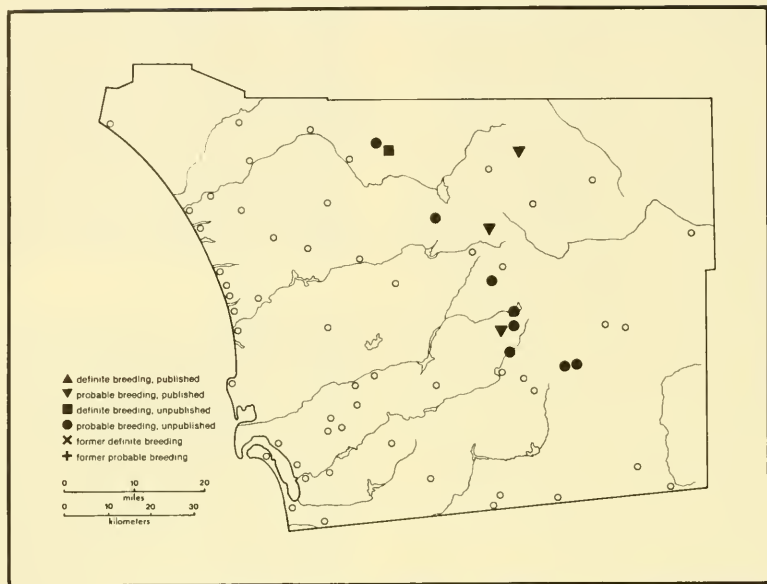 definite breeding, published
probable breeding, published
definite breeding, unpublished
probable breeding, unpublished
former definite breeding
former probable breeding
0 10 20
miles
0 10 20 30
kilometers